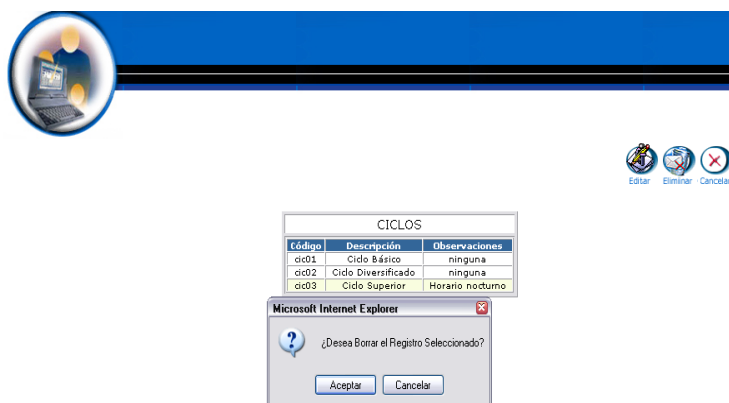 Editar Eliminar Cancelar
CICLOS
Código Descripción Observaciones
cic01 Ciclo Básico ninguna
cic02 Ciclo Diversificado ninguna
cic03 Ciclo Superior Horario nocturno
Microsoft Internet Explorer
¿Desea Borrar el Registro Seleccionado?
Aceptar Cancelar